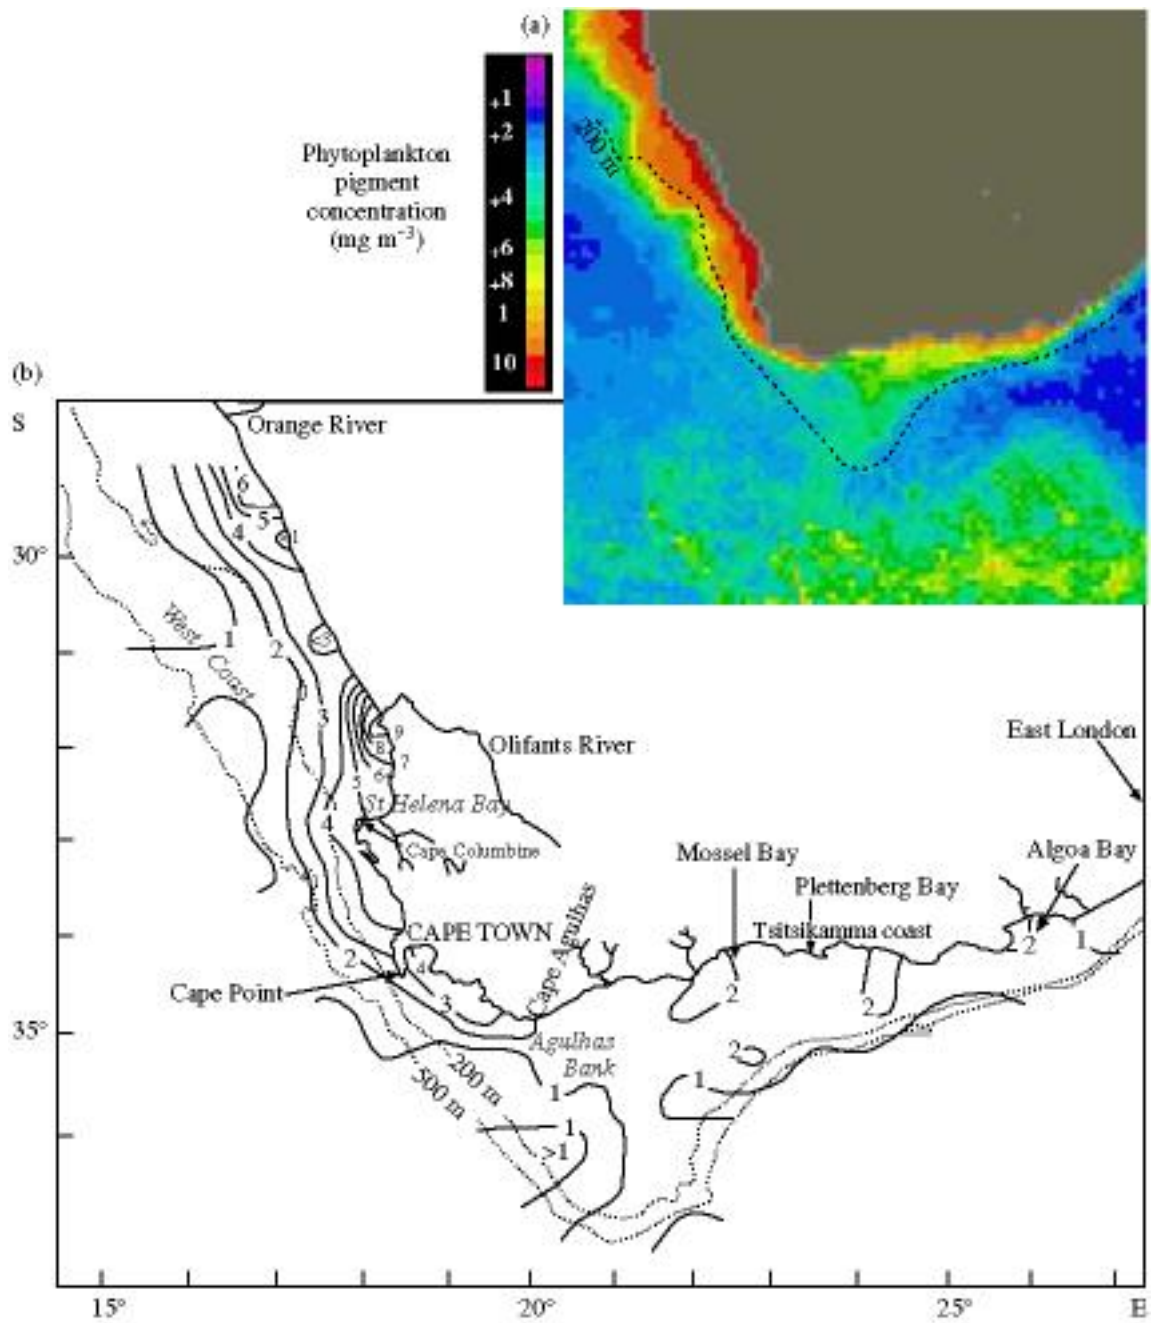 (a)
+1
+2
+4
+6
+8
1
10
Phytoplankton
pigment
concentration
(mg m⁻³)
200 m
(b)
S
30°
35°
15°
20°
25°
E
Orange River
6
5
4
1
West Coast
1
2
3
9
8
7
6
5
4
Olifants River
St Helena Bay
Cape Columbine
East London
Mossel Bay
Algoa Bay
Plettenberg Bay
Tsitsikamma coast
CAPE TOWN
Cape Agulhas
2
4
3
Cape Point
2
2
2
1
Agulhas
Bank
2
1
1
200 m
500 m
1
>1